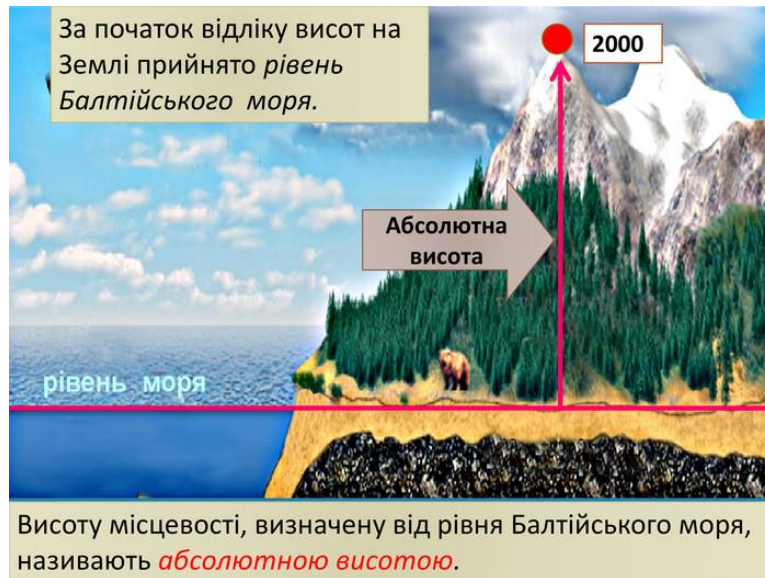 За початок відліку висот на
Землі прийнято рівень
Балтійського моря.
2000
Абсолютна
висота
рівень моря
Висоту місцевості, визначену від рівня Балтійського моря,
називають абсолютною висотою.